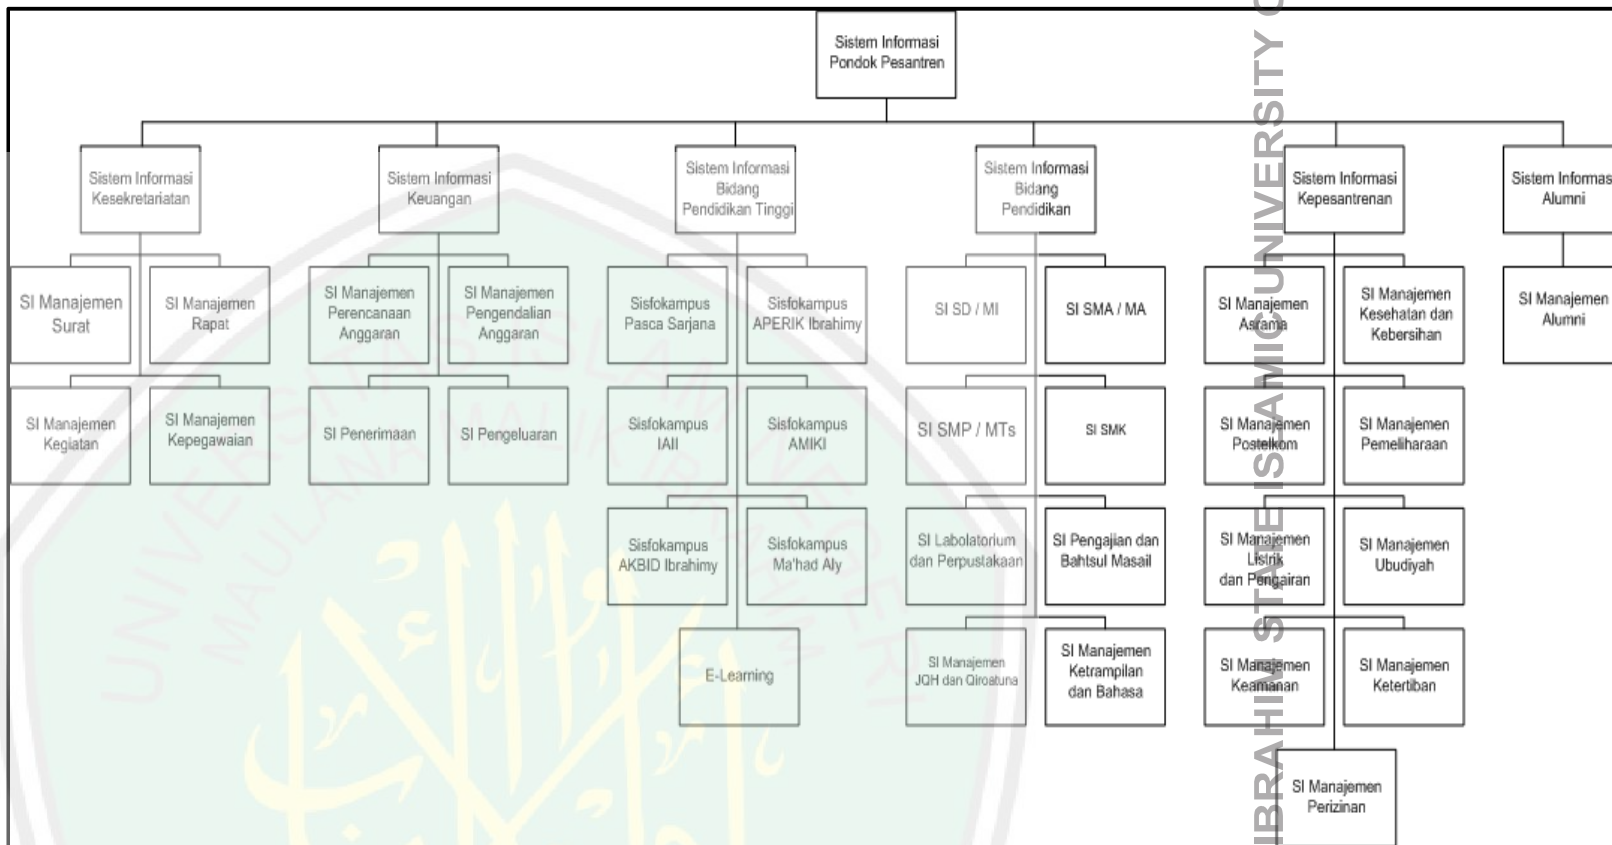 Sistem Informasi
Pondok Pesantren
Sistem Informasi
Kesekretariatan
Sistem Informasi
Keuangan
Sistem Informasi
Bidang
Pendidikan Tinggi
Sistem Informasi
Bidang
Pendidikan
Sistem Informasi
Kepesantrenan
Sistem Informas
Alumni
SI Manajemen
Surat
SI Manajemen
Rapat
SI Manajemen
Perencanaan
Anggaran
SI Manajemen
Pengendalian
Anggaran
Sisfokampus
Pasca Sarjana
Sisfokampus
APERIK Ibrahimy
SI SD / MI
SI SMA / MA
SI Manajemen
Asrama
SI Manajemen
Kesehatan dan
Kebersihan
SI Manajemen
Alumni
SI Manajemen
Kegiatan
SI Manajemen
Kepegawaian
SI Penerimaan
SI Pengeluaran
Sisfokampus
IAII
Sisfokampus
AMIKI
SI SMP / MTs
SI SMK
SI Manajemen
Postelkom
SI Manajemen
Pemeliharaan
Sisfokampus
AKBID Ibrahimy
Sisfokampus
Ma'had Aly
SI Labolatorium
dan Perpustakaan
SI Pengajian dan
Bahtsul Masail
SI Manajemen
Listrik
dan Pengairan
SI Manajemen
Ubudiyah
E-Learning
SI Manajemen
JQH dan Qiroatuna
SI Manajemen
Ketrampilan
dan Bahasa
SI Manajemen
Keamanan
SI Manajemen
Ketertiban
SI Manajemen
Perizinan
UNIVERSITAS ISLAM NEGERI
MAULANA MALIK IBRAHIM
IBRAHIM STATE ISLAMIC UNIVERSITY